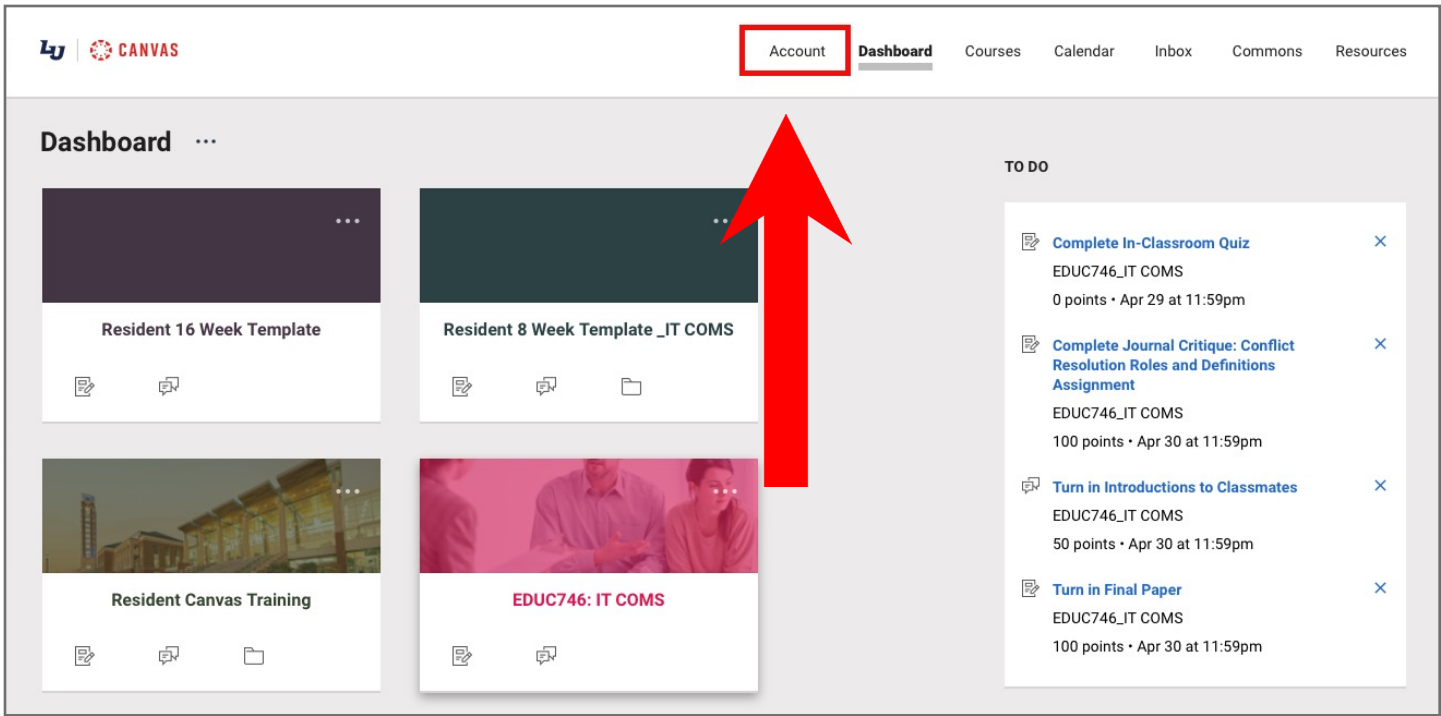 LU CANVAS
Account Dashboard Courses Calendar Inbox Commons Resources
Dashboard ...
TO DO
Resident 16 Week Template
Resident 8 Week Template _IT COMS
Resident Canvas Training
EDUC746: IT COMS
Complete In-Classroom Quiz
EDUC746_IT COMS
0 points • Apr 29 at 11:59pm
Complete Journal Critique: Conflict
Resolution Roles and Definitions
Assignment
EDUC746_IT COMS
100 points • Apr 30 at 11:59pm
Turn in Introductions to Classmates
EDUC746_IT COMS
50 points • Apr 30 at 11:59pm
Turn in Final Paper
EDUC746_IT COMS
100 points • Apr 30 at 11:59pm